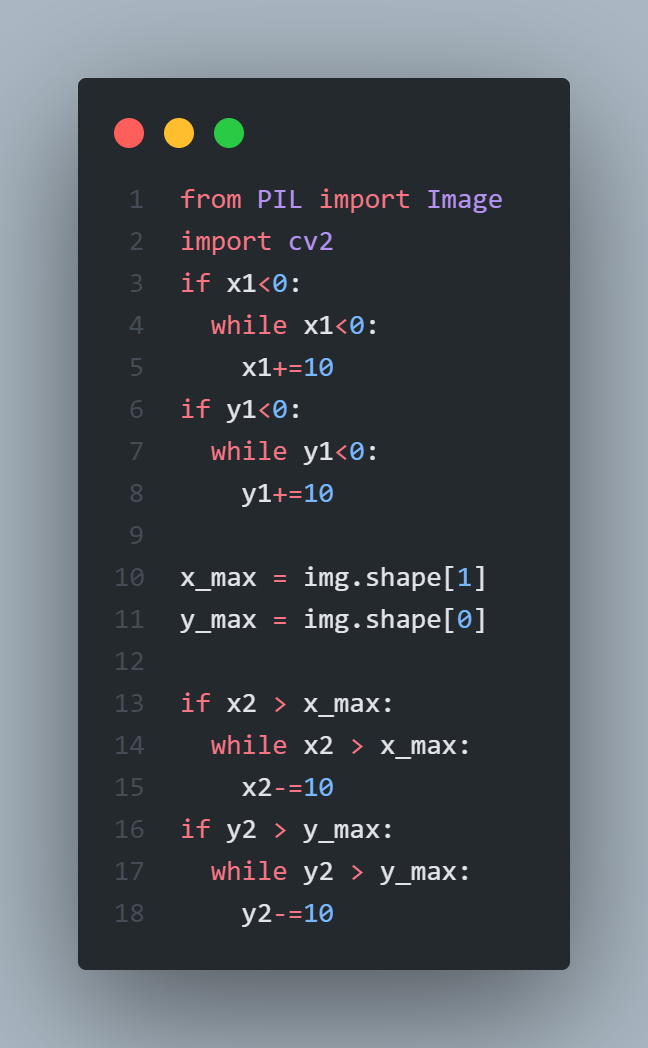 1 from PIL import Image
2 import cv2
3 if x1<0:
4   while x1<0:
5     x1+=10
6 if y1<0:
7   while y1<0:
8     y1+=10
9
10 x_max = img.shape[1]
11 y_max = img.shape[0]
12
13 if x2 > x_max:
14   while x2 > x_max:
15     x2-=10
16 if y2 > y_max:
17   while y2 > y_max:
18     y2-=10